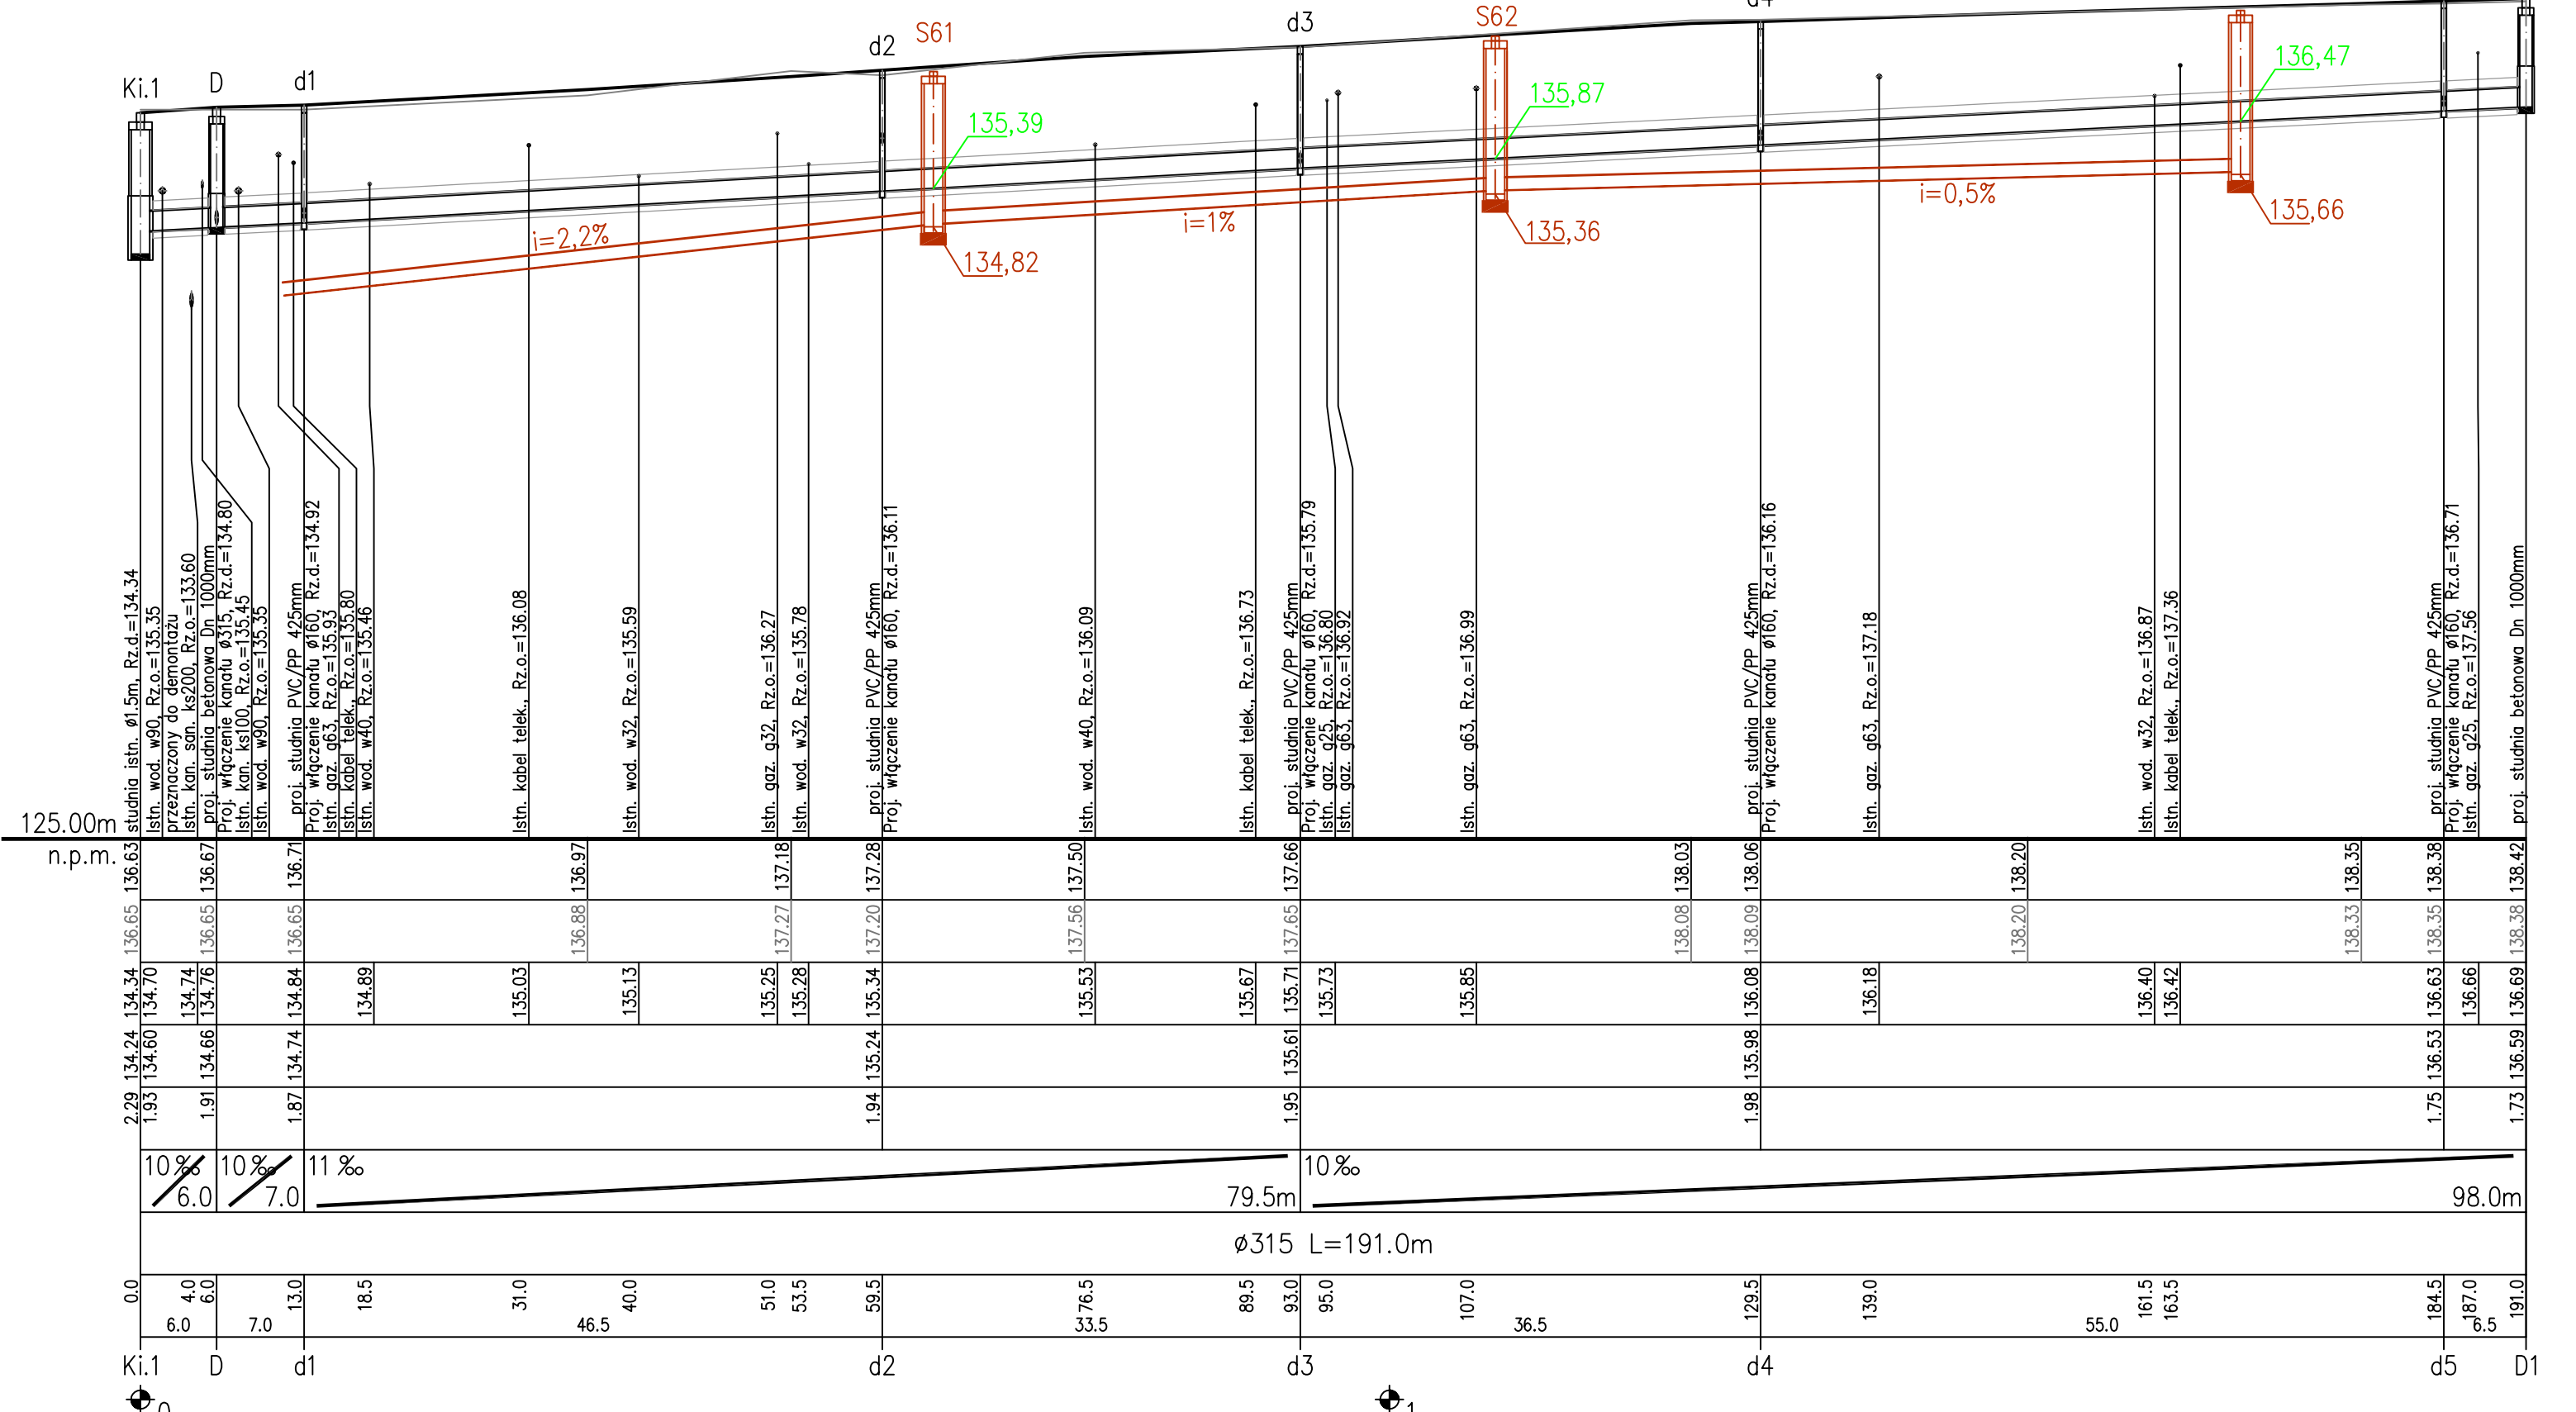 Ki.1
D
d1
d2
S61
d3
S62
135,39
135,87
136,47
i=2,2%
i=1%
i=0,5%
134,82
135,36
135,66
studnia istn. ø1.5m, Rz.d.=134.34
Istn. wod. w90, Rz.o.=135.35
przeznaczony do demontażu
Istn. kan. san. ks200, Rz.o.=133.60
proj. studnia betonowa Dn 1000mm
Proj. włączenie kanału ø315, Rz.d.=134.80
Istn. kan. ks100, Rz.o.=135.45
Istn. wod. w90, Rz.o.=135.35
proj. studnia PVC/PP 425mm
Proj. włączenie kanału ø160, Rz.d.=134.92
Istn. gaz. g63, Rz.o.=135.93
Istn. kabel telek., Rz.o.=135.80
Istn. wod. w40, Rz.o.=135.46
Istn. kabel telek., Rz.o.=136.08
Istn. wod. w32, Rz.o.=135.59
Istn. gaz. g32, Rz.o.=136.27
Istn. wod. w32, Rz.o.=135.78
proj. studnia PVC/PP 425mm
Proj. włączenie kanału ø160, Rz.d.=136.11
Istn. wod. w40, Rz.o.=136.09
Istn. kabel telek., Rz.o.=136.73
proj. studnia PVC/PP 425mm
Proj. włączenie kanału ø160, Rz.d.=135.79
Istn. gaz. g25, Rz.o.=136.80
Istn. gaz. g63, Rz.o.=136.92
Istn. gaz. g63, Rz.o.=136.99
proj. studnia PVC/PP 425mm
Proj. włączenie kanału ø160, Rz.d.=136.16
Istn. gaz. g63, Rz.o.=137.18
Istn. wod. w32, Rz.o.=136.87
Istn. kabel telek., Rz.o.=137.36
proj. studnia PVC/PP 425mm
Proj. włączenie kanału ø160, Rz.d.=136.71
Istn. gaz. g25, Rz.o.=137.56
proj. studnia betonowa Dn 1000mm
125.00m
n.p.m.
136.63 136.67 136.71 136.97 137.18 137.28 137.50 137.66 138.03 138.06 138.20 138.35 138.38 138.42
136.65 136.65 136.65 136.88 137.27 137.20 137.56 137.65 138.08 138.09 138.20 138.33 138.35 138.38
134.34 134.70 134.74 134.76 134.84 134.89 135.03 135.13 135.25 135.28 135.34 135.53 135.67 135.71 135.73 135.85 136.08 136.18 136.40 136.42 136.63 136.66 136.69
134.24 134.60 134.66 134.74 135.24 135.61 135.98 136.53 136.59
2.29 1.93 1.91 1.87 1.94 1.95 1.98 1.75 1.73
10‰ 10‰ 11‰ 10‰
6.0 7.0 79.5m 98.0m
ø315 L=191.0m
0.0 4.0 6.0 13.0 18.5 31.0 40.0 51.0 53.5 59.5 76.5 89.5 93.0 95.0 107.0 129.5 139.0 161.5 163.5 184.5 187.0 191.0
6.0 7.0 46.5 33.5 36.5 55.0 6.5
Ki.1 D d1 d2 d3 d4 d5 D1